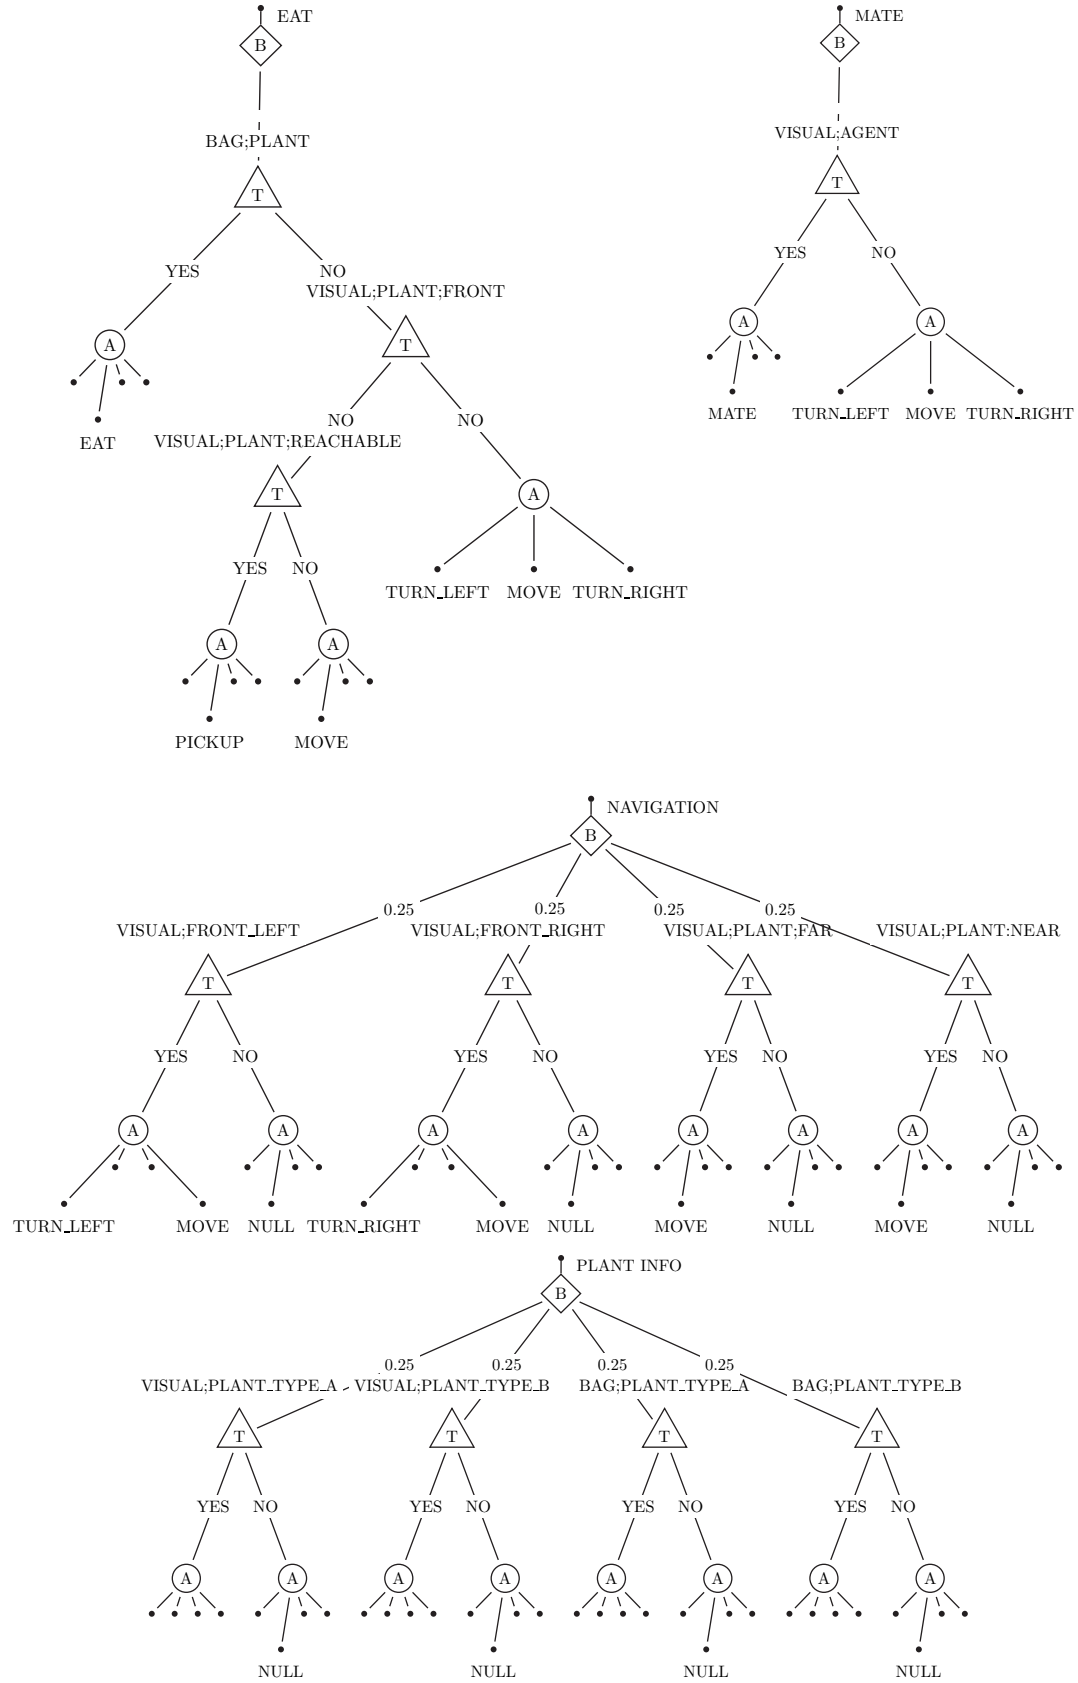 EAT
B
BAG;PLANT
T
YES
NO
VISUAL;PLANT;FRONT
A
T
EAT
NO
NO
VISUAL;PLANT;REACHABLE
T
A
YES
NO
TURN_LEFT MOVE TURN_RIGHT
A
A
PICKUP
MOVE
MATE
B
VISUAL;AGENT
T
YES
NO
A
A
MATE
TURN_LEFT MOVE TURN_RIGHT
NAVIGATION
B
0.25 0.25 0.25 0.25
VISUAL;FRONT_LEFT VISUAL;FRONT_RIGHT VISUAL;PLANT;FAR VISUAL;PLANT:NEAR
T T T T
YES NO YES NO YES NO YES NO
A A A A A A A A
TURN_LEFT MOVE NULL TURN_RIGHT MOVE NULL MOVE NULL MOVE NULL
PLANT INFO
B
0.25 0.25 0.25 0.25
VISUAL;PLANT_TYPE_A VISUAL;PLANT_TYPE_B BAG;PLANT_TYPE_A BAG;PLANT_TYPE_B
T T T T
YES NO YES NO YES NO YES NO
A A A A A A A A
NULL NULL NULL NULL